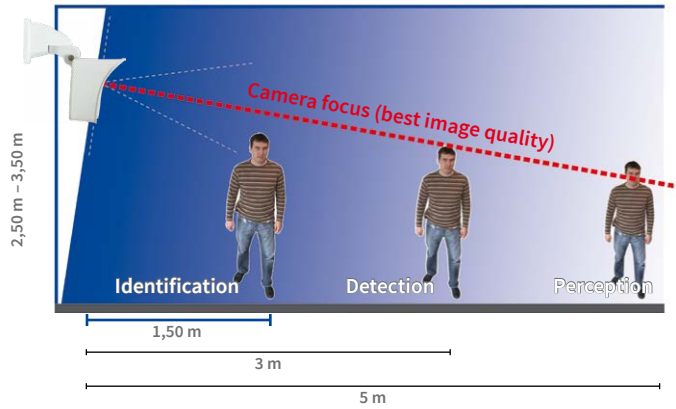 Camera focus (best image quality)
2,50 m – 3,50 m
Identification
Detection
Perception
1,50 m
3 m
5 m